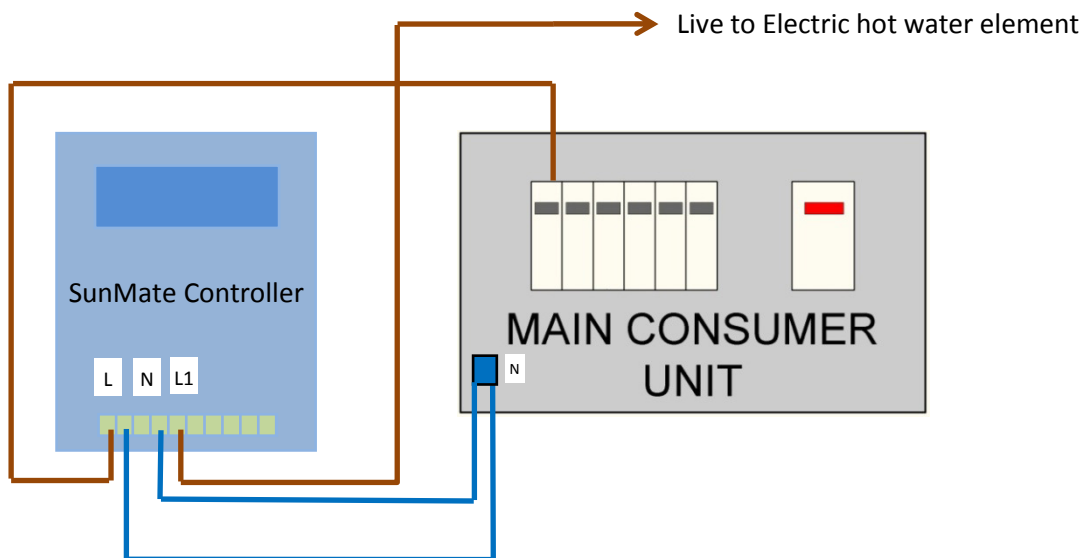 Live to Electric hot water element
SunMate Controller
L N L1
MAIN CONSUMER
UNIT
N